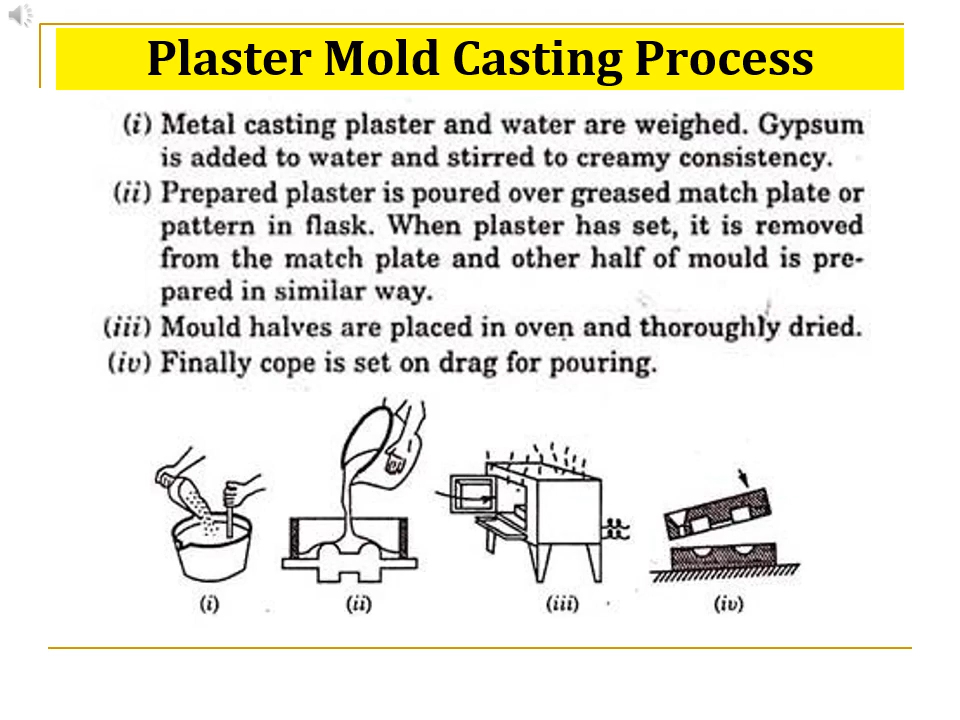 Plaster Mold Casting Process
(i) Metal casting plaster and water are weighed. Gypsum
is added to water and stirred to creamy consistency.
(ii) Prepared plaster is poured over greased match plate or
pattern in flask. When plaster has set, it is removed
from the match plate and other half of mould is pre-
pared in similar way.
(iii) Mould halves are placed in oven and thoroughly dried.
(iv) Finally cope is set on drag for pouring.
(i) (ii) (iii) (iv)